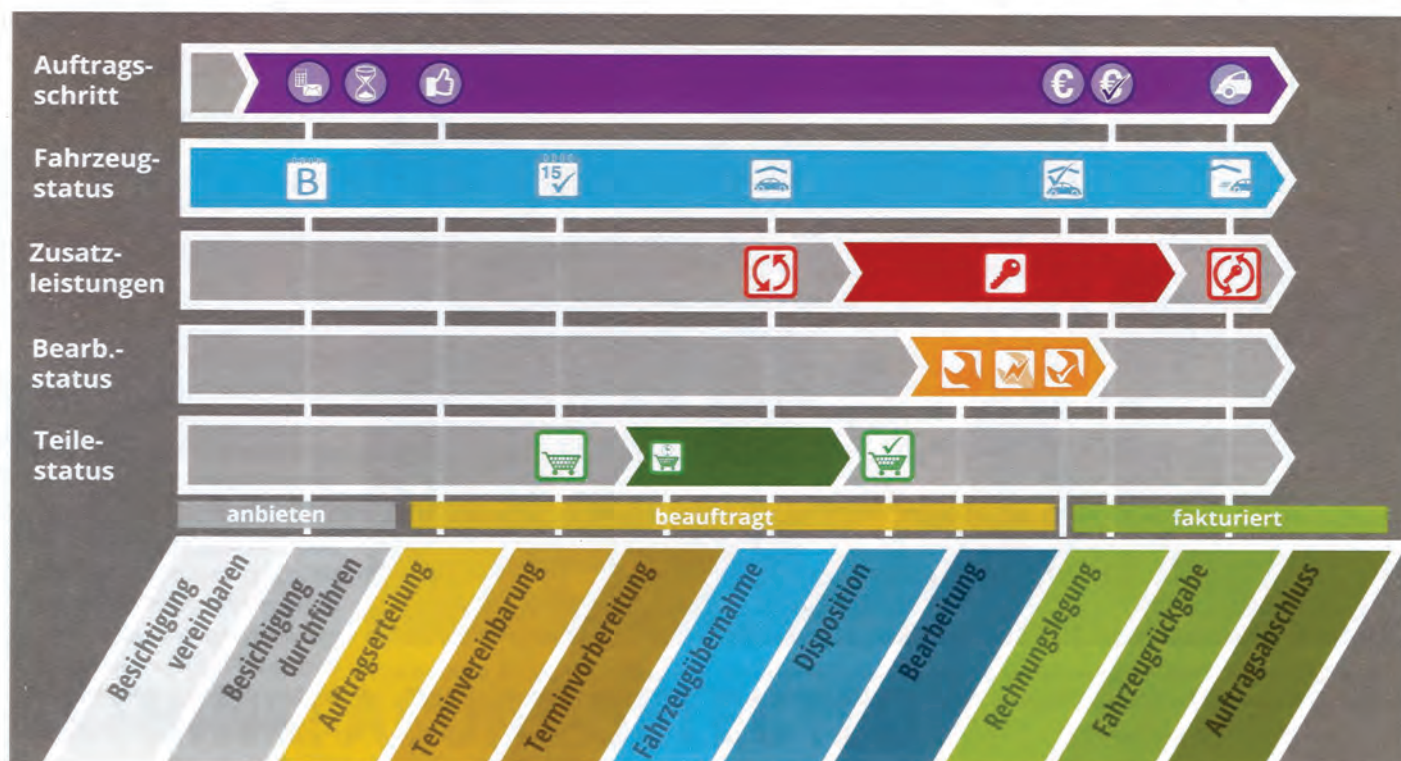 Auftrags-
schritt
€ €
Fahrzeug-
status
B 15
Zusatz-
leistungen
Bearb.-
status
Teile-
status
anbieten beauftragt fakturiert
Besichtigung
vereinbaren
Besichtigung
durchführen
Auftragserteilung
Terminvereinbarung
Terminvorbereitung
Fahrzeugübernahme
Disposition
Bearbeitung
Rechnungslegung
Fahrzeugrückgabe
Auftragsabschluss